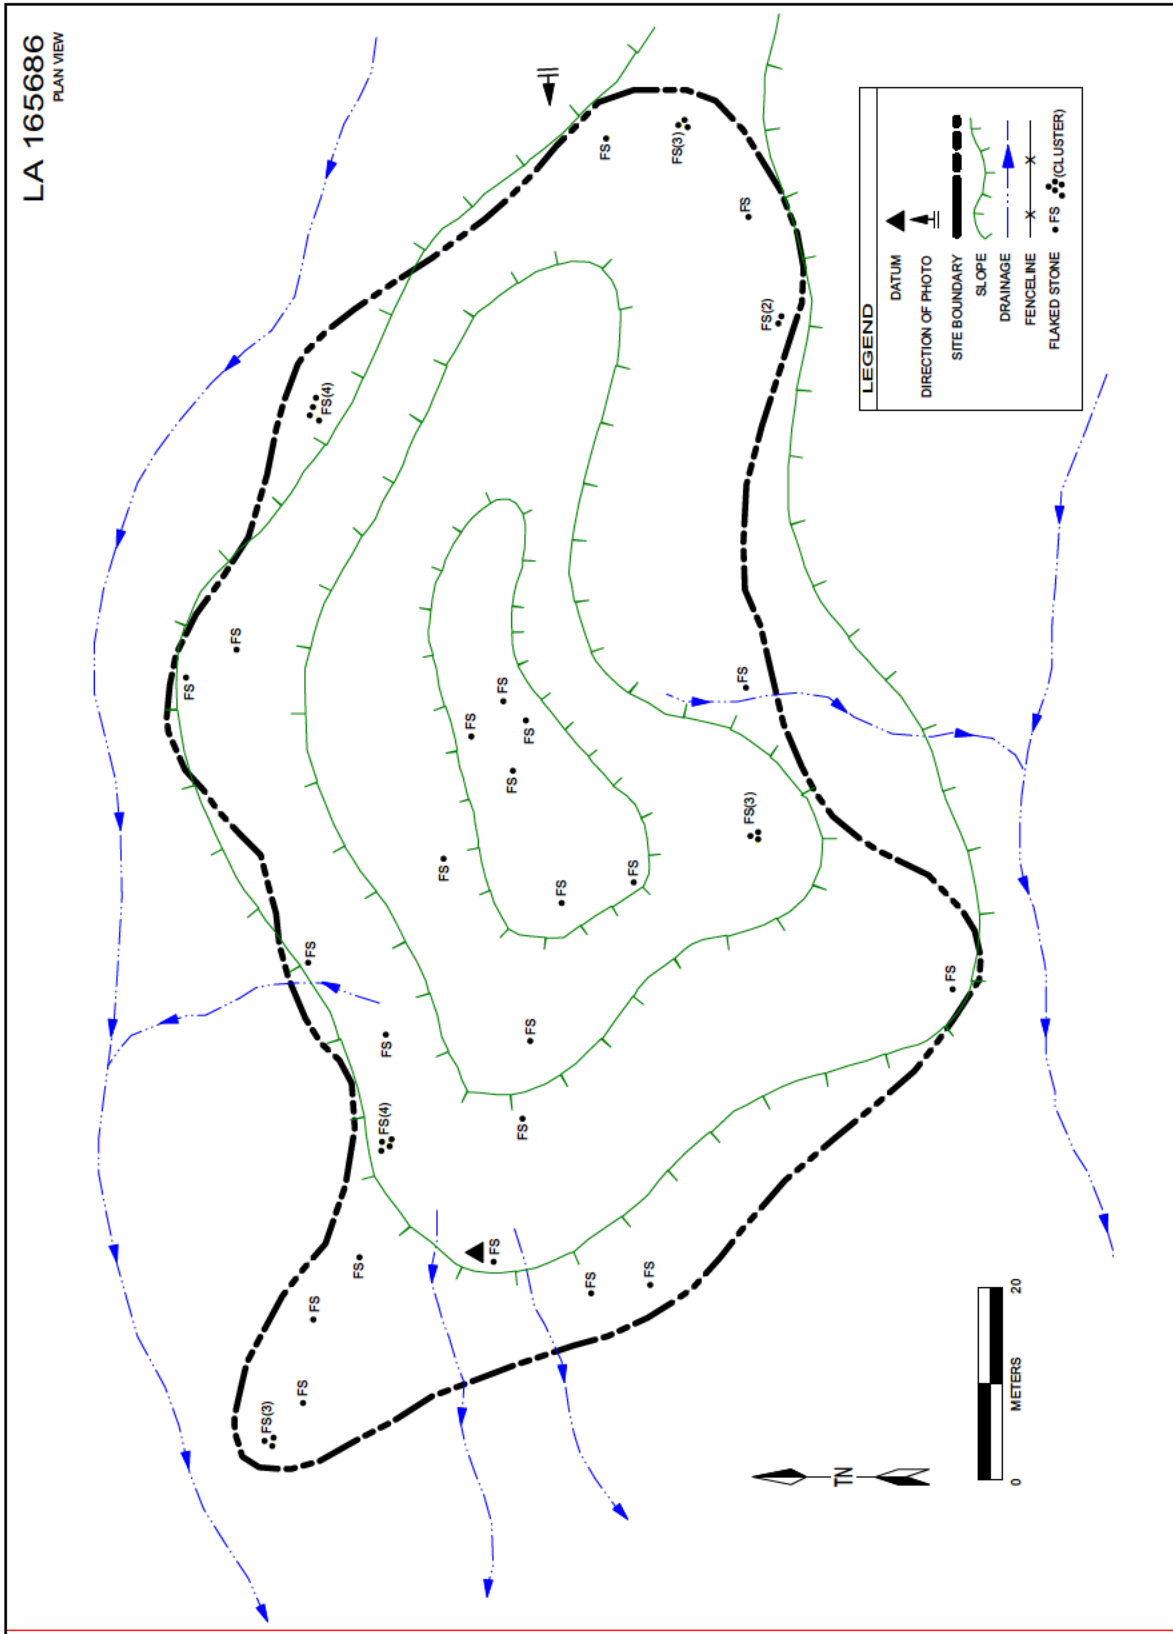 LA 165686
PLAN VIEW
FS
FS
FS(3)
FS
FS
FS
FS(4)
FS
FS(4)
FS
FS
FS
FS
FS
FS
FS
FS
FS
FS
FS
FS
FS
FS
FS(3)
FS
FS
FS(3)
FS(2)
TN
FS
LEGEND
DATUM
DIRECTION OF PHOTO
SITE BOUNDARY
SLOPE
DRAINAGE
FENCELINE
FLAKED STONE FS (CLUSTER)
0 METERS 20